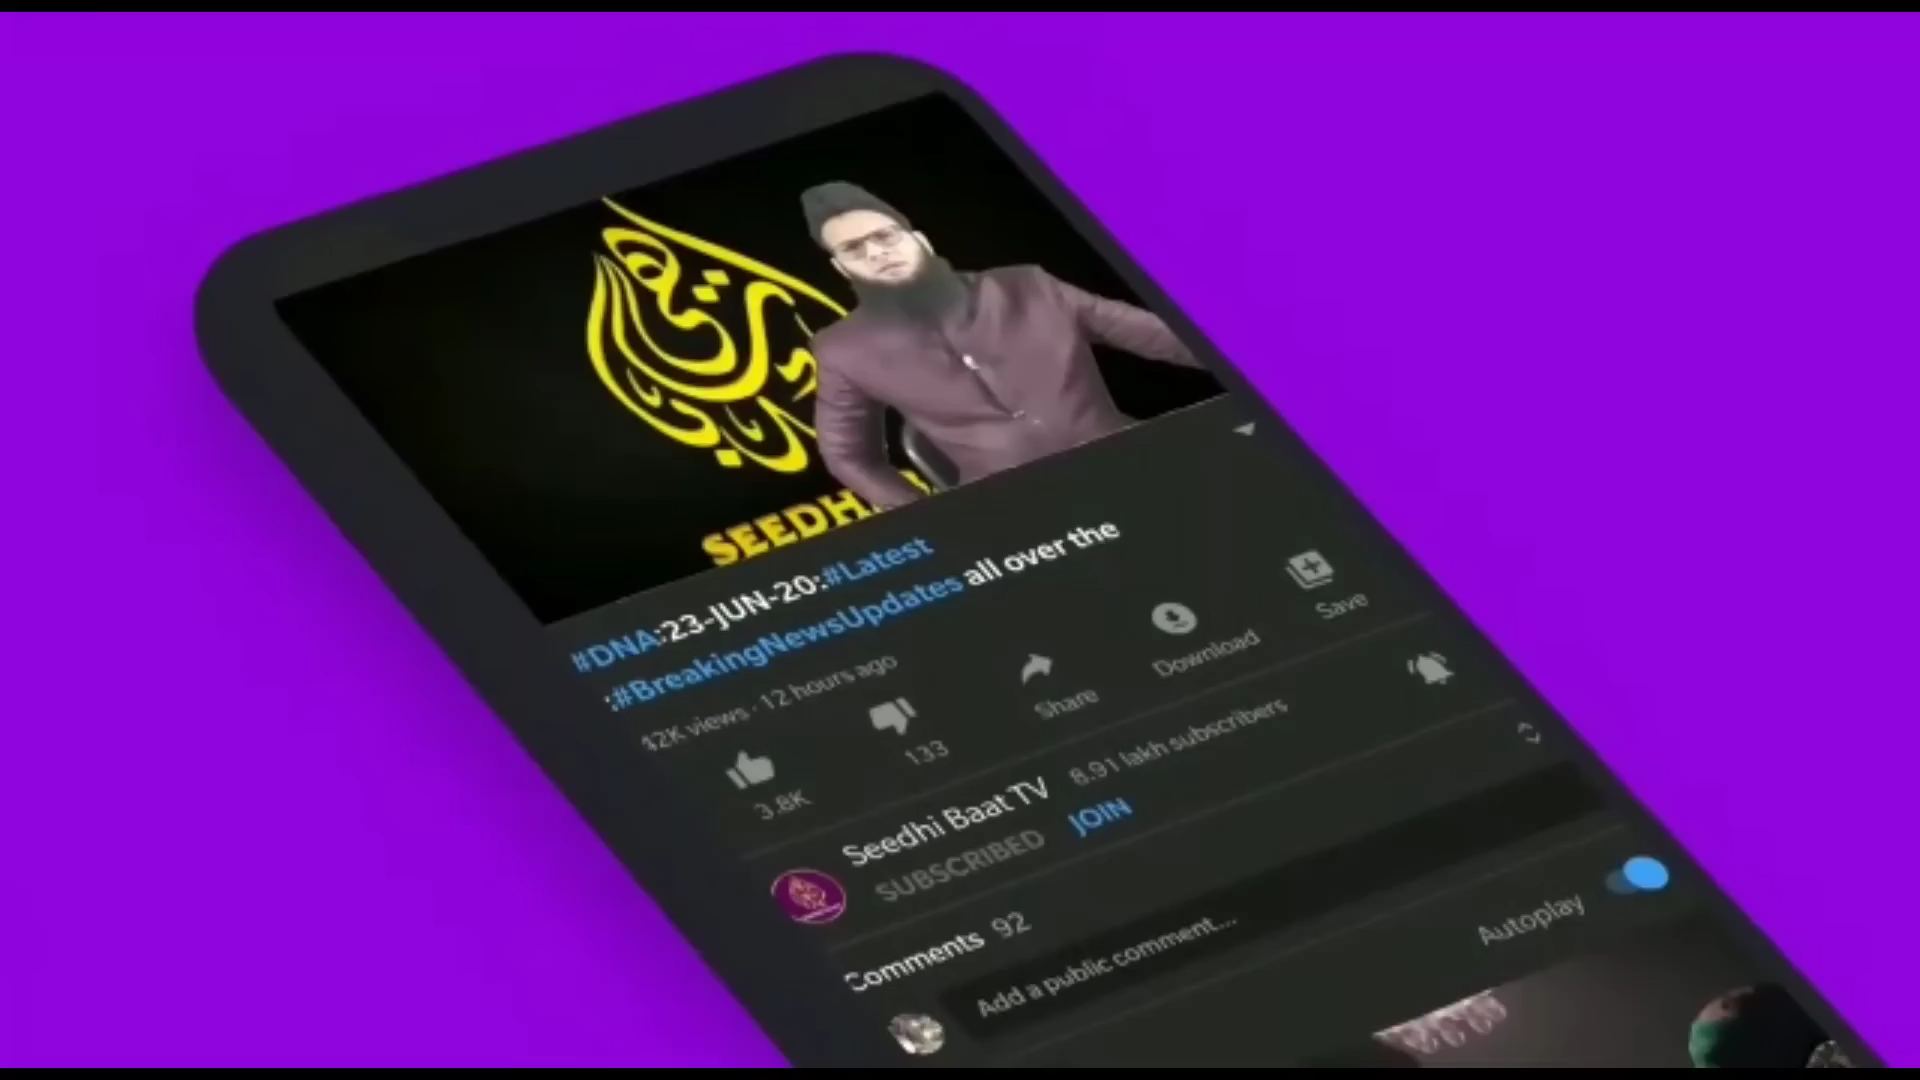 SEEDH
#DNA:23-JUN-20:#Latest
:#BreakingNewsUpdates all over the
42K views · 12 hours ago
3.8K
133
Share
Download
Save
Seedhi Baat TV 8.91 lakh subscribers
SUBSCRIBED JOIN
Comments 92
Add a public comment...
Autoplay